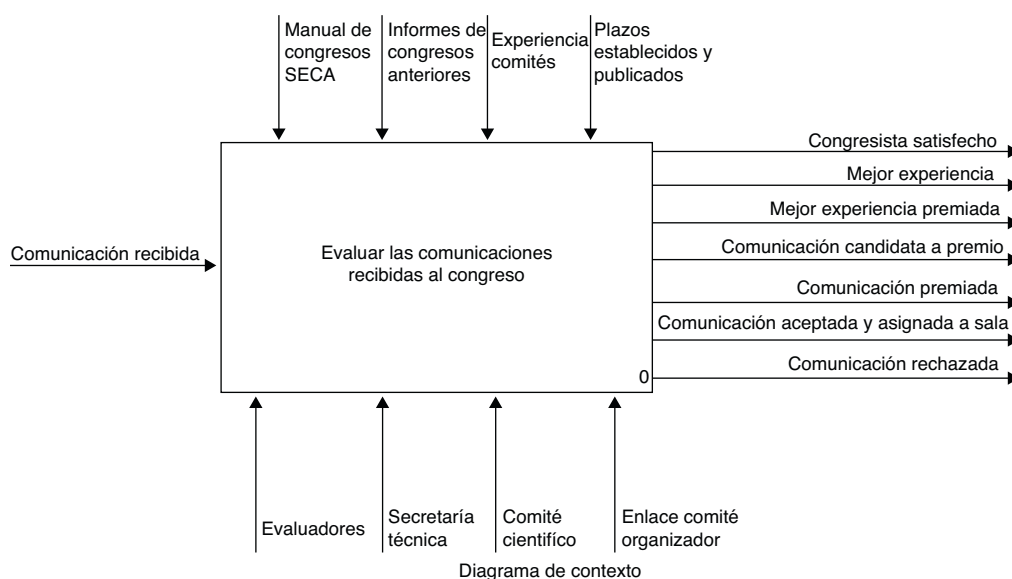 Manual de
congresos
SECA
Informes de
congresos
anteriores
Experiencia
comités
Plazos
establecidos y
publicados
Comunicación recibida
Evaluar las comunicaciones
recibidas al congreso
0
Congresista satisfecho
Mejor experiencia
Mejor experiencia premiada
Comunicación candidata a premio
Comunicación premiada
Comunicación aceptada y asignada a sala
Comunicación rechazada
Evaluadores
Secretaría
técnica
Comité
cientifíco
Enlace comité
organizador
Diagrama de contexto